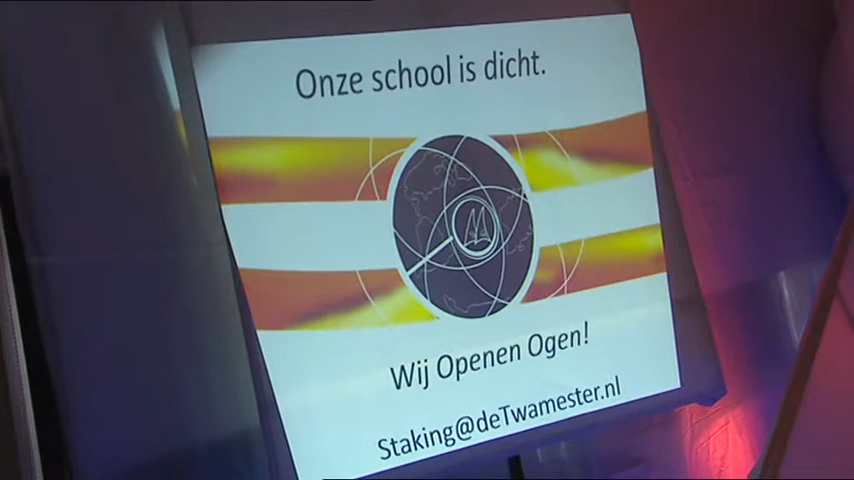 Onze school is dicht.
Wij Openen Ogen!
Staking@deTwamester.nl